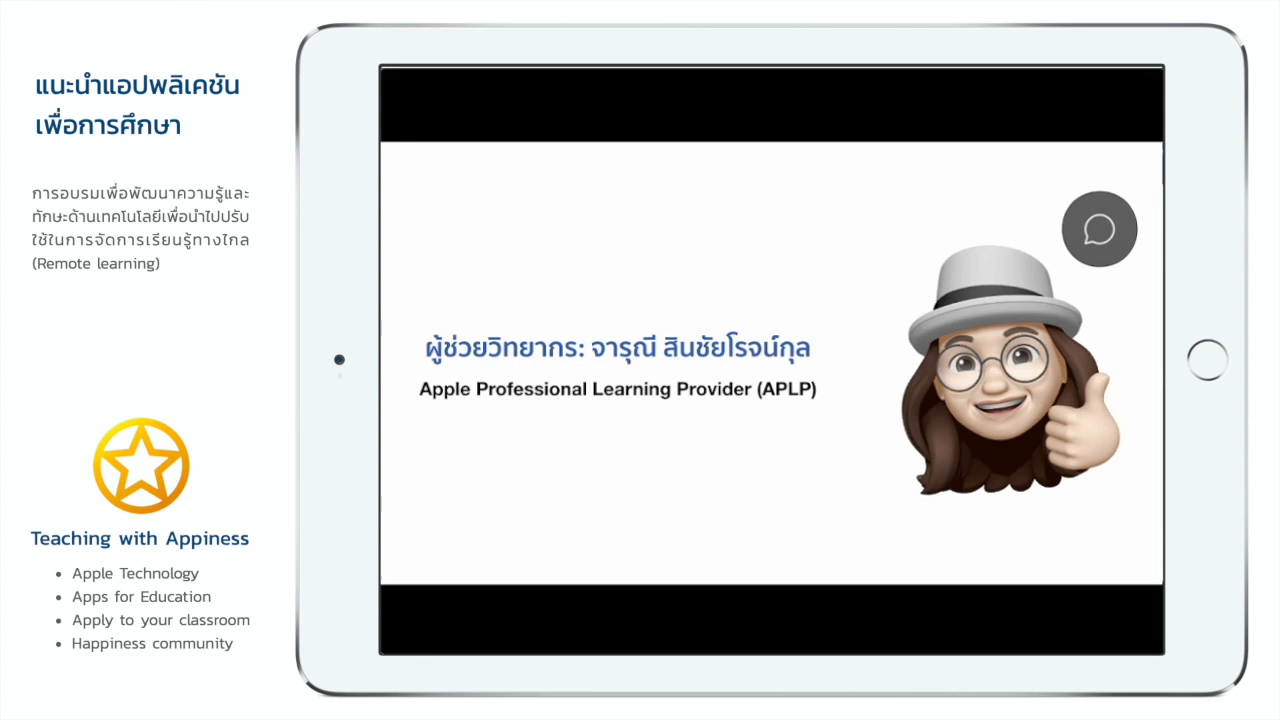 แนะนำแอปพลิเคชัน
เพื่อการศึกษา
การอบรมเพื่อพัฒนาความรู้และ
ทักษะด้านเทคโนโลยีเพื่อนำไปปรับ
ใช้ในการจัดการเรียนรู้ทางไกล
(Remote learning)
Teaching with Appiness
• Apple Technology
• Apps for Education
• Apply to your classroom
• Happiness community
ผู้ช่วยวิทยากร: จารุณี สินชัยโรจน์กุล
Apple Professional Learning Provider (APLP)